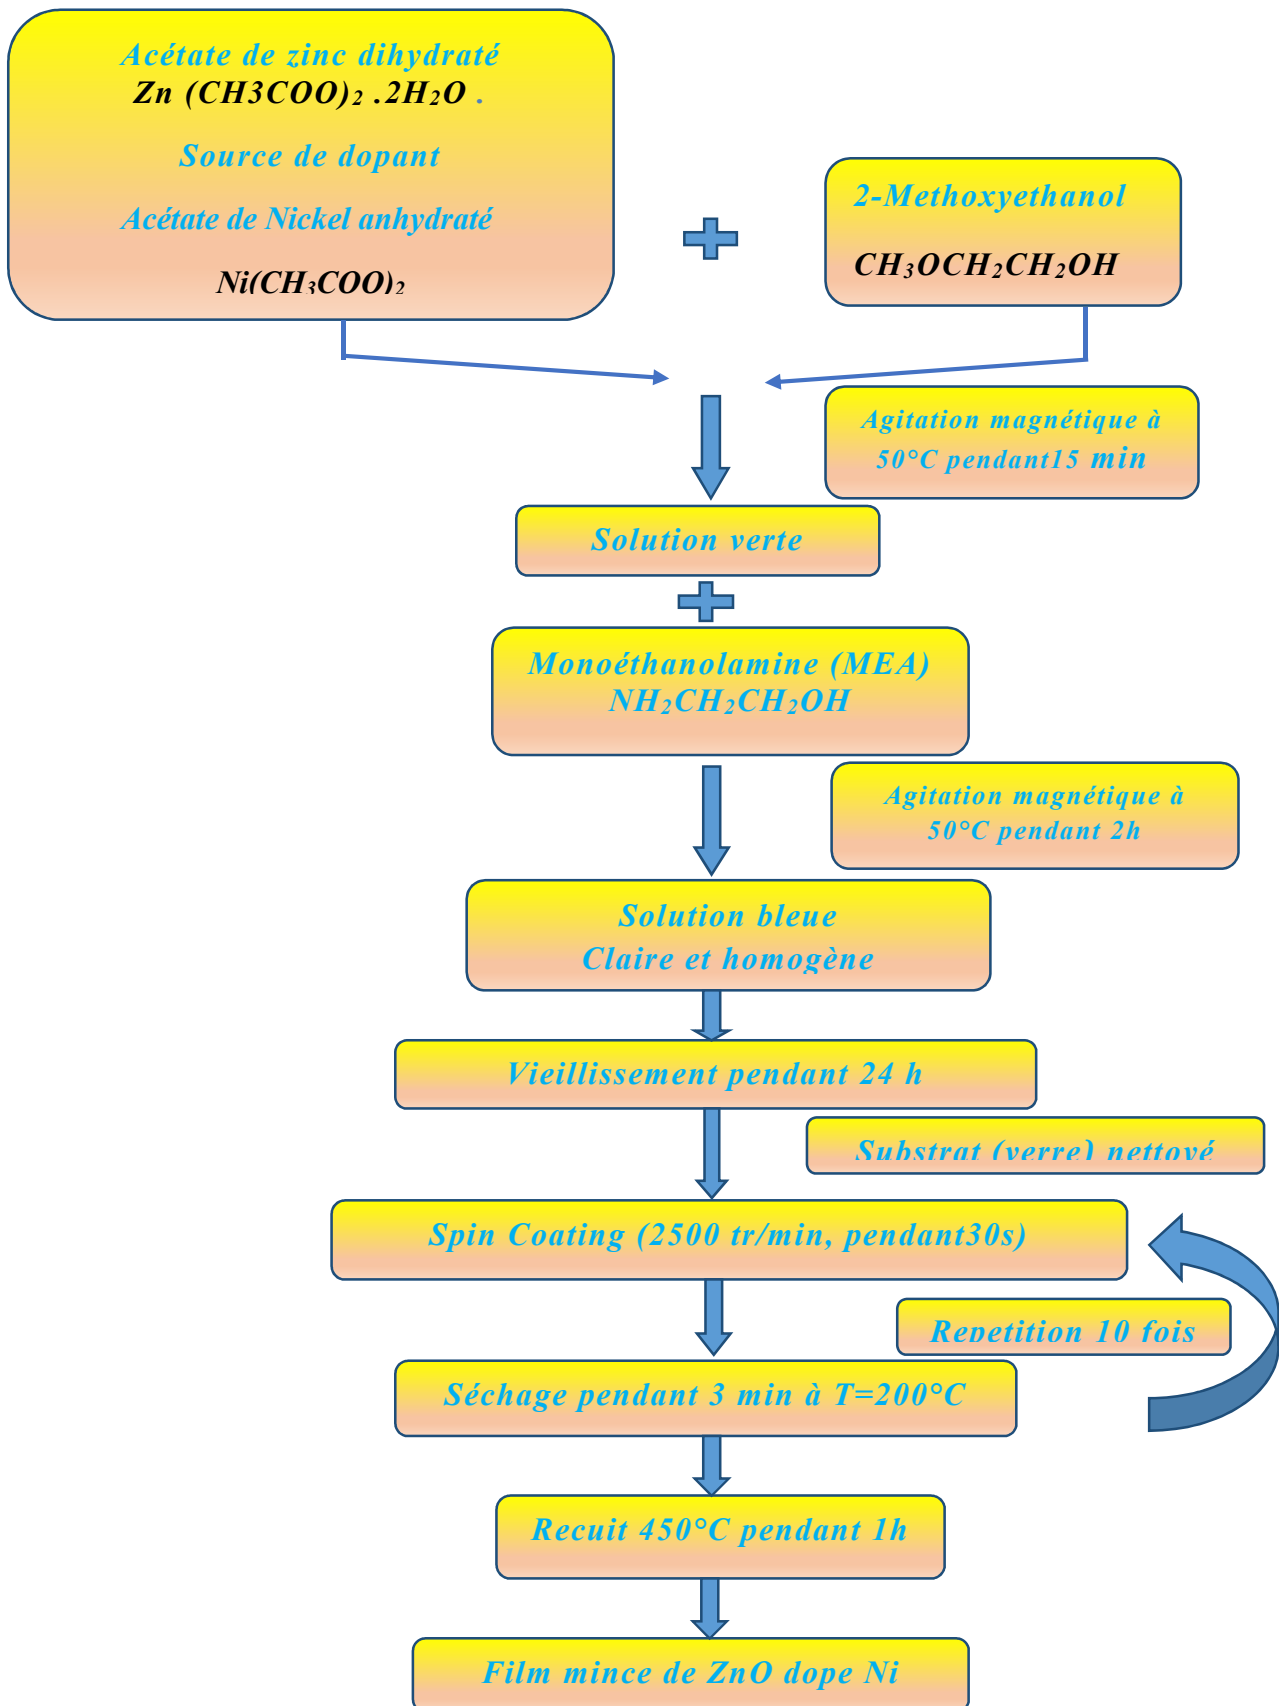 Acétate de zinc dihydraté
Zn (CH3COO)₂ .2H₂O .
Source de dopant
Acétate de Nickel anhydraté
Ni(CH₃COO)₂
2-Methoxyethanol
CH₃OCH₂CH₂OH
Agitation magnétique à
50°C pendant15 min
Solution verte
Monoéthanolamine (MEA)
NH₂CH₂CH₂OH
Agitation magnétique à
50°C pendant 2h
Solution bleue
Claire et homogène
Vieillissement pendant 24 h
Substrat (verre) nettoyé
Spin Coating (2500 tr/min, pendant30s)
Repetition 10 fois
Séchage pendant 3 min à T=200°C
Recuit 450°C pendant 1h
Film mince de ZnO dope Ni